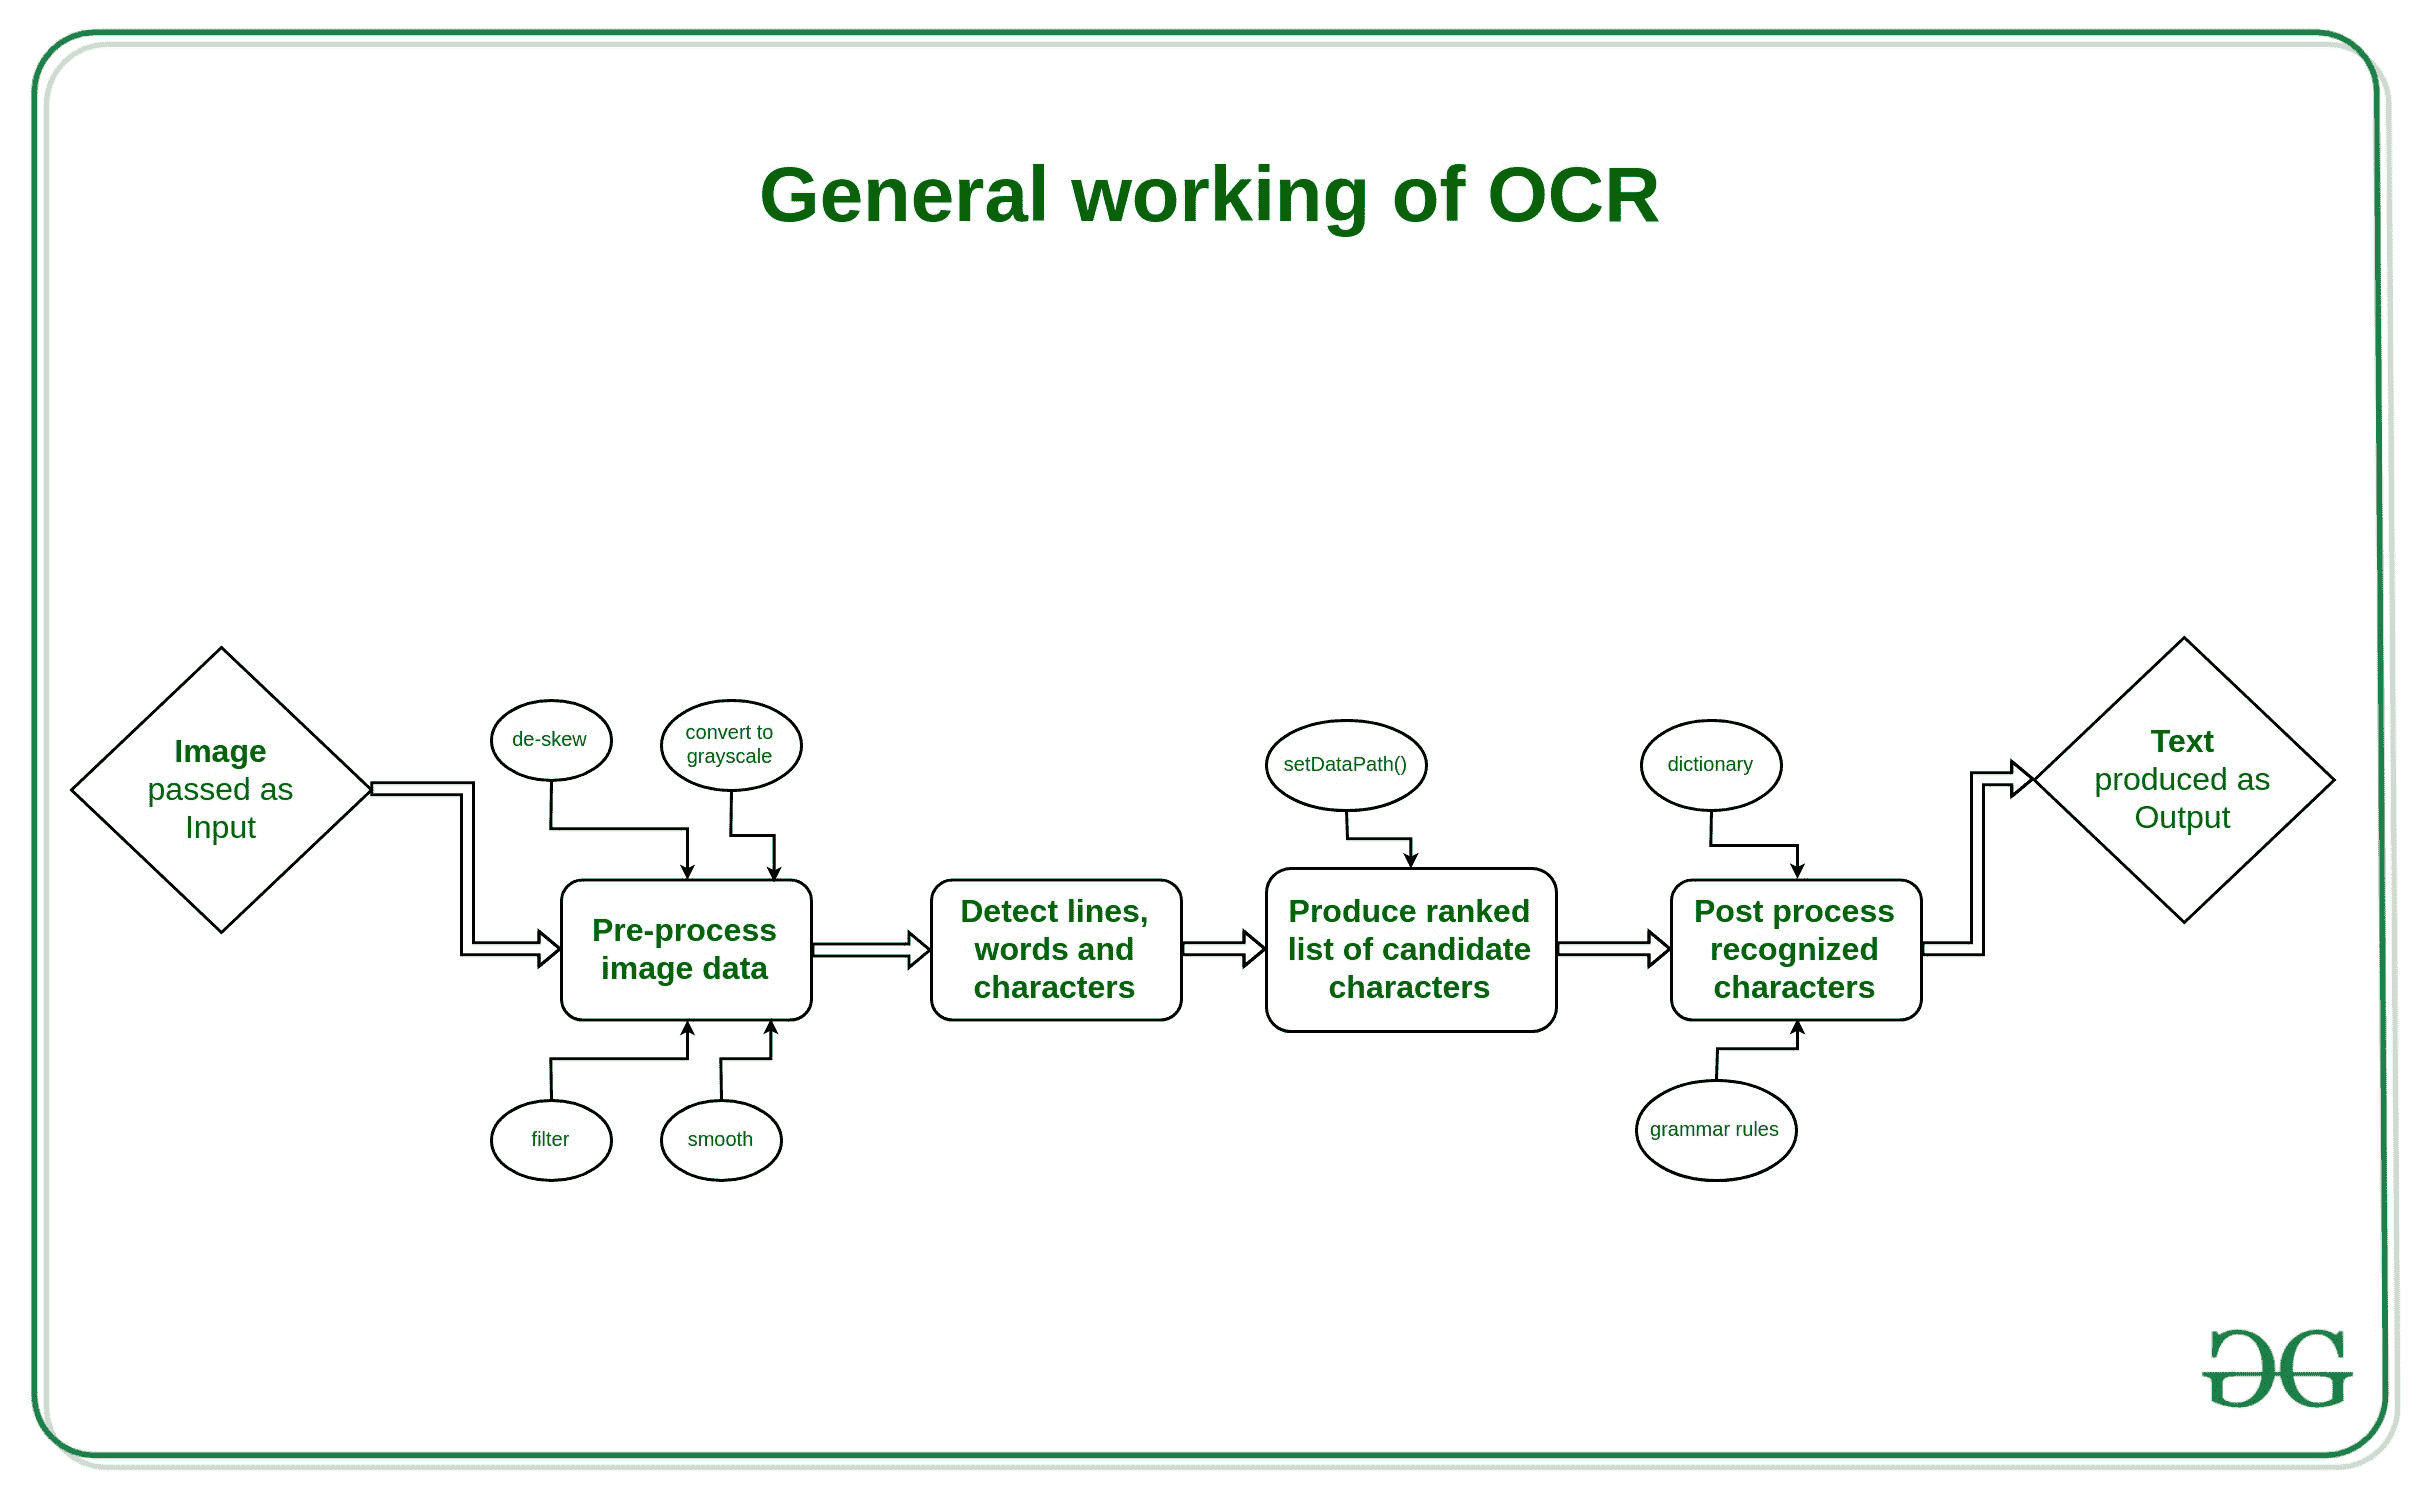 General working of OCR
Image
passed as
Input
de-skew
convert to
grayscale
Pre-process
image data
filter
smooth
Detect lines,
words and
characters
setDataPath()
Produce ranked
list of candidate
characters
dictionary
Post process
recognized
characters
grammar rules
Text
produced as
Output